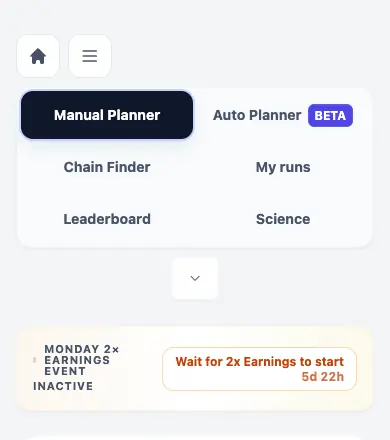 Manual Planner
Auto Planner BETA
Chain Finder
My runs
Leaderboard
Science
MONDAY 2×
EARNINGS
EVENT
INACTIVE
Wait for 2x Earnings to start
5d 22h